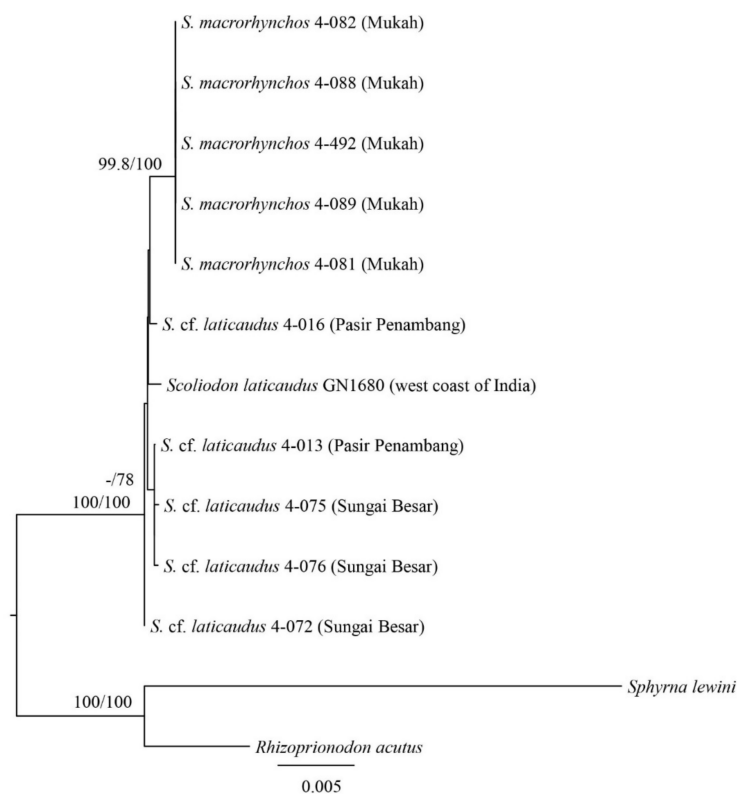 S. macrorhynchos 4-082 (Mukah)
S. macrorhynchos 4-088 (Mukah)
S. macrorhynchos 4-492 (Mukah)
99.8/100
S. macrorhynchos 4-089 (Mukah)
S. macrorhynchos 4-081 (Mukah)
S. cf. laticaudus 4-016 (Pasir Penambang)
Scoliodon laticaudus GN1680 (west coast of India)
S. cf. laticaudus 4-013 (Pasir Penambang)
-/78
100/100
S. cf. laticaudus 4-075 (Sungai Besar)
S. cf. laticaudus 4-076 (Sungai Besar)
S. cf. laticaudus 4-072 (Sungai Besar)
Sphyrna lewini
100/100
Rhizoprionodon acutus
0.005